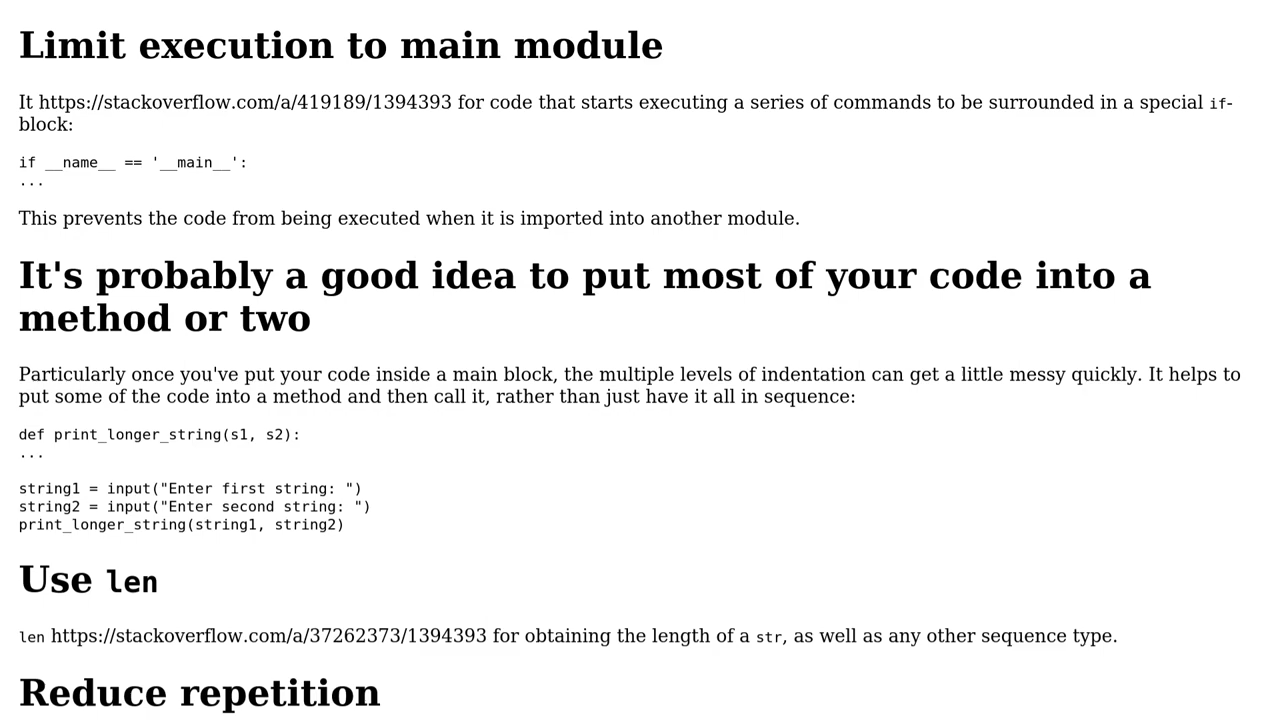 Limit execution to main module
It https://stackoverflow.com/a/419189/1394393 for code that starts executing a series of commands to be surrounded in a special if-
block:
if __name__ == '__main__':
...
This prevents the code from being executed when it is imported into another module.
It's probably a good idea to put most of your code into a
method or two
Particularly once you've put your code inside a main block, the multiple levels of indentation can get a little messy quickly. It helps to
put some of the code into a method and then call it, rather than just have it all in sequence:
def print_longer_string(s1, s2):
...
string1 = input("Enter first string: ")
string2 = input("Enter second string: ")
print_longer_string(string1, string2)
Use len
len https://stackoverflow.com/a/37262373/1394393 for obtaining the length of a str, as well as any other sequence type.
Reduce repetition